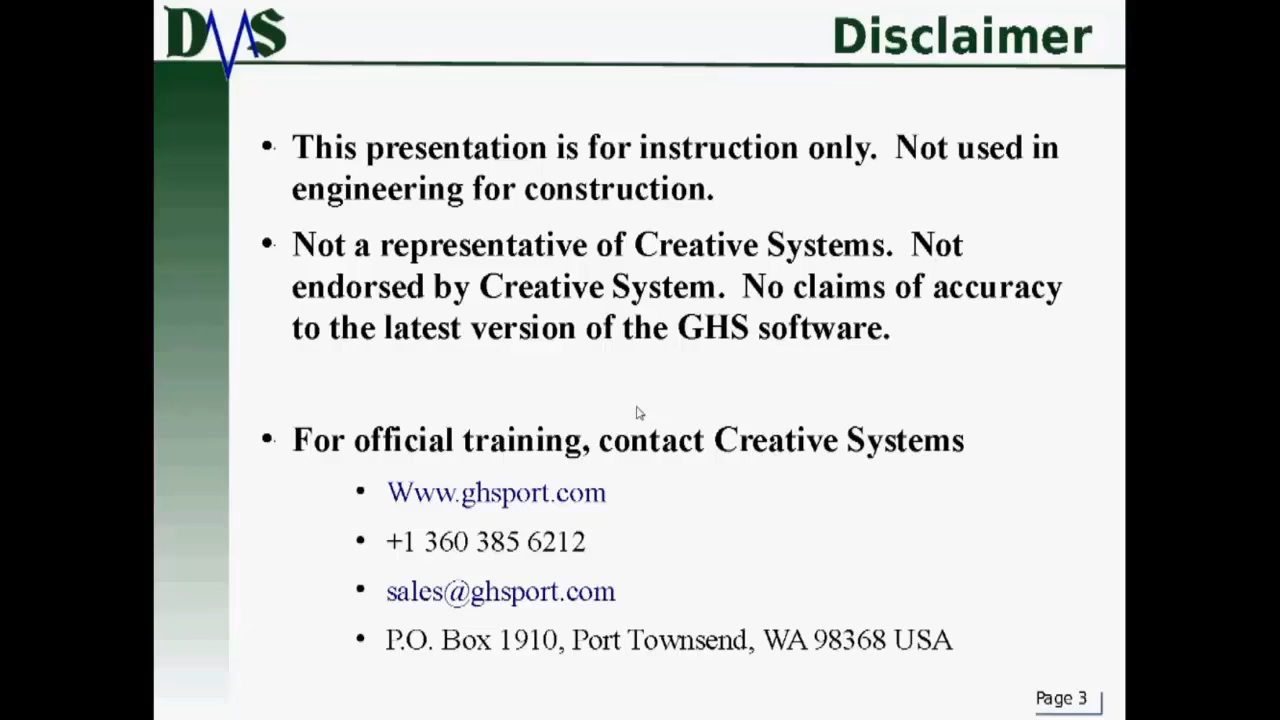 DMS
Disclaimer
• This presentation is for instruction only.  Not used in
engineering for construction.
• Not a representative of Creative Systems.  Not
endorsed by Creative System.  No claims of accuracy
to the latest version of the GHS software.
• For official training, contact Creative Systems
• Www.ghsport.com
• +1 360 385 6212
• sales@ghsport.com
• P.O. Box 1910, Port Townsend, WA 98368 USA
Page 3